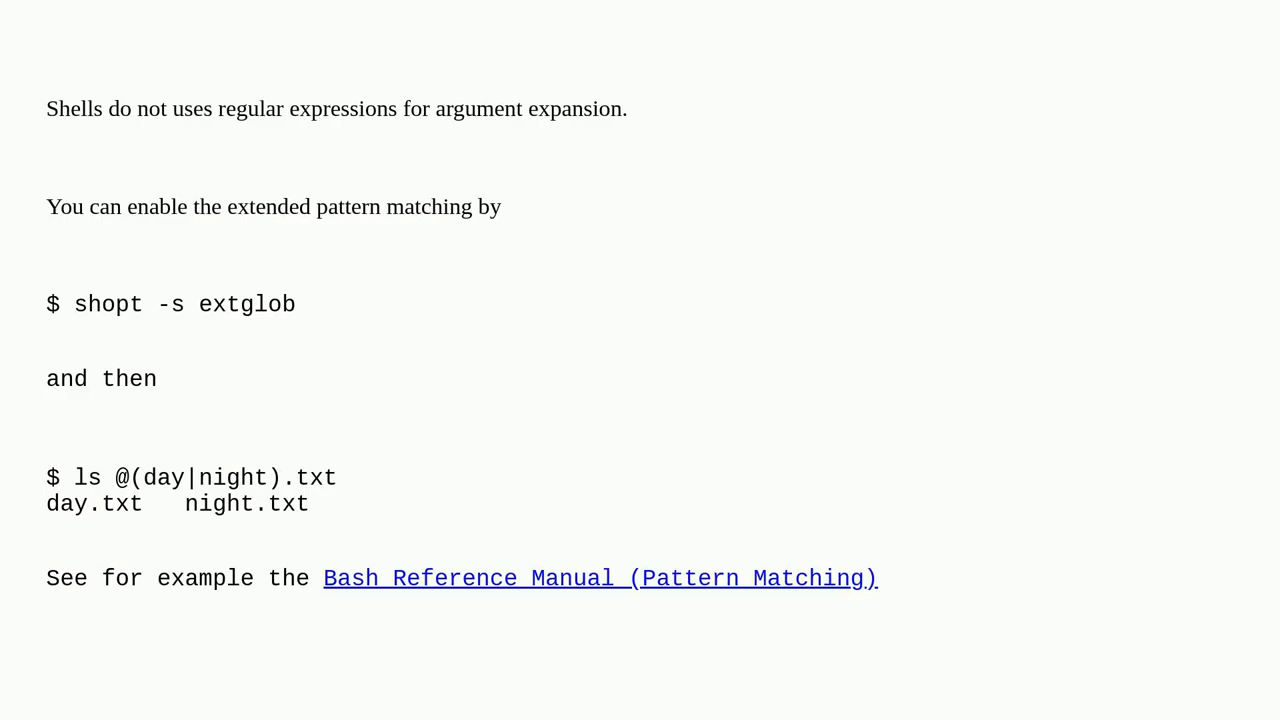 Shells do not uses regular expressions for argument expansion.
You can enable the extended pattern matching by
$ shopt -s extglob
and then
$ ls @(day|night).txt
day.txt   night.txt
See for example the Bash Reference Manual (Pattern Matching)